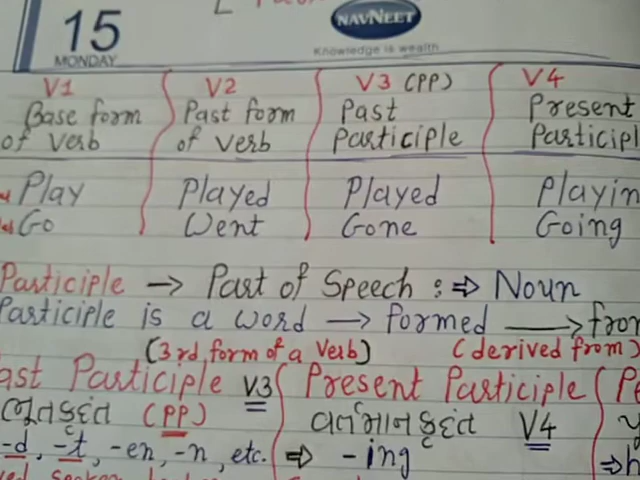 15
MONDAY
NAVNEET
Knowledge is wealth
V1 V2 V3 (PP) V4
Base form Past form Past Present
of verb of verb Participle Participl
Play Played Played Playin
Go Went Gone Going
Participle → Part of Speech : ⇒ Noun
Participle is a word → formed → from
(3rd form of a Verb) (derived from)
ast Participle V3 Present Participle
ભૂતકૃદંત (PP) વર્તમાન કૃદંત V4
-d, -t, -en, -n, etc. ⇒ -ing